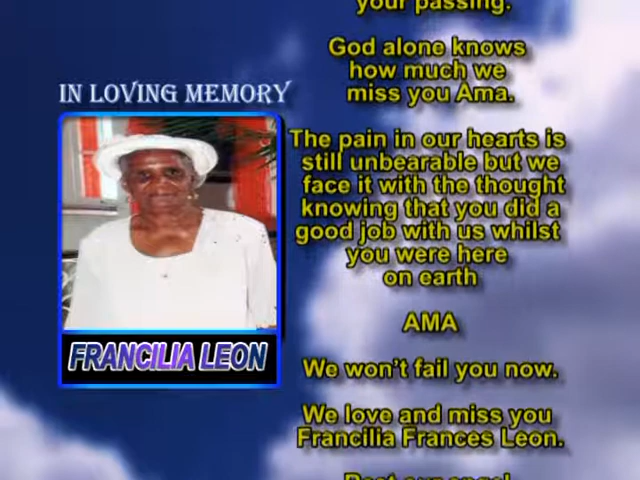 your passing.
God alone knows
how much we
miss you Ama.
IN LOVING MEMORY
The pain in our hearts is
still unbearable but we
face it with the thought
knowing that you did a
good job with us whilst
you were here
on earth
AMA
FRANCILIA LEON
We won't fail you now.
We love and miss you
Francilia Frances Leon.